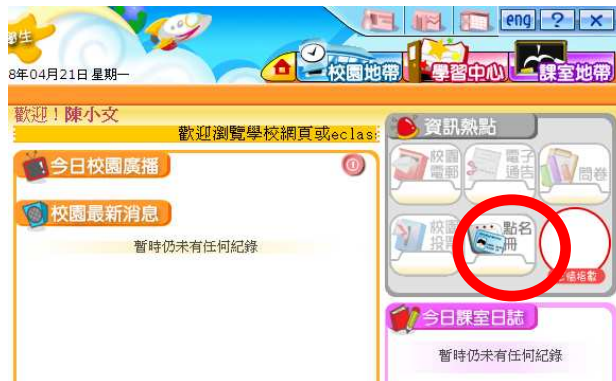 學生
eng ? ×
8年04月21日 星期一
校園地帶 學習中心 課室地帶
歡迎！陳小文
歡迎瀏覽學校網頁或eclas
資訊熱點
今日校園廣播
校園電郵 電子通告 問卷
校園最新消息
校園投票 點名冊
暫時仍未有任何紀錄
今日課室日誌
暫時仍未有任何紀錄